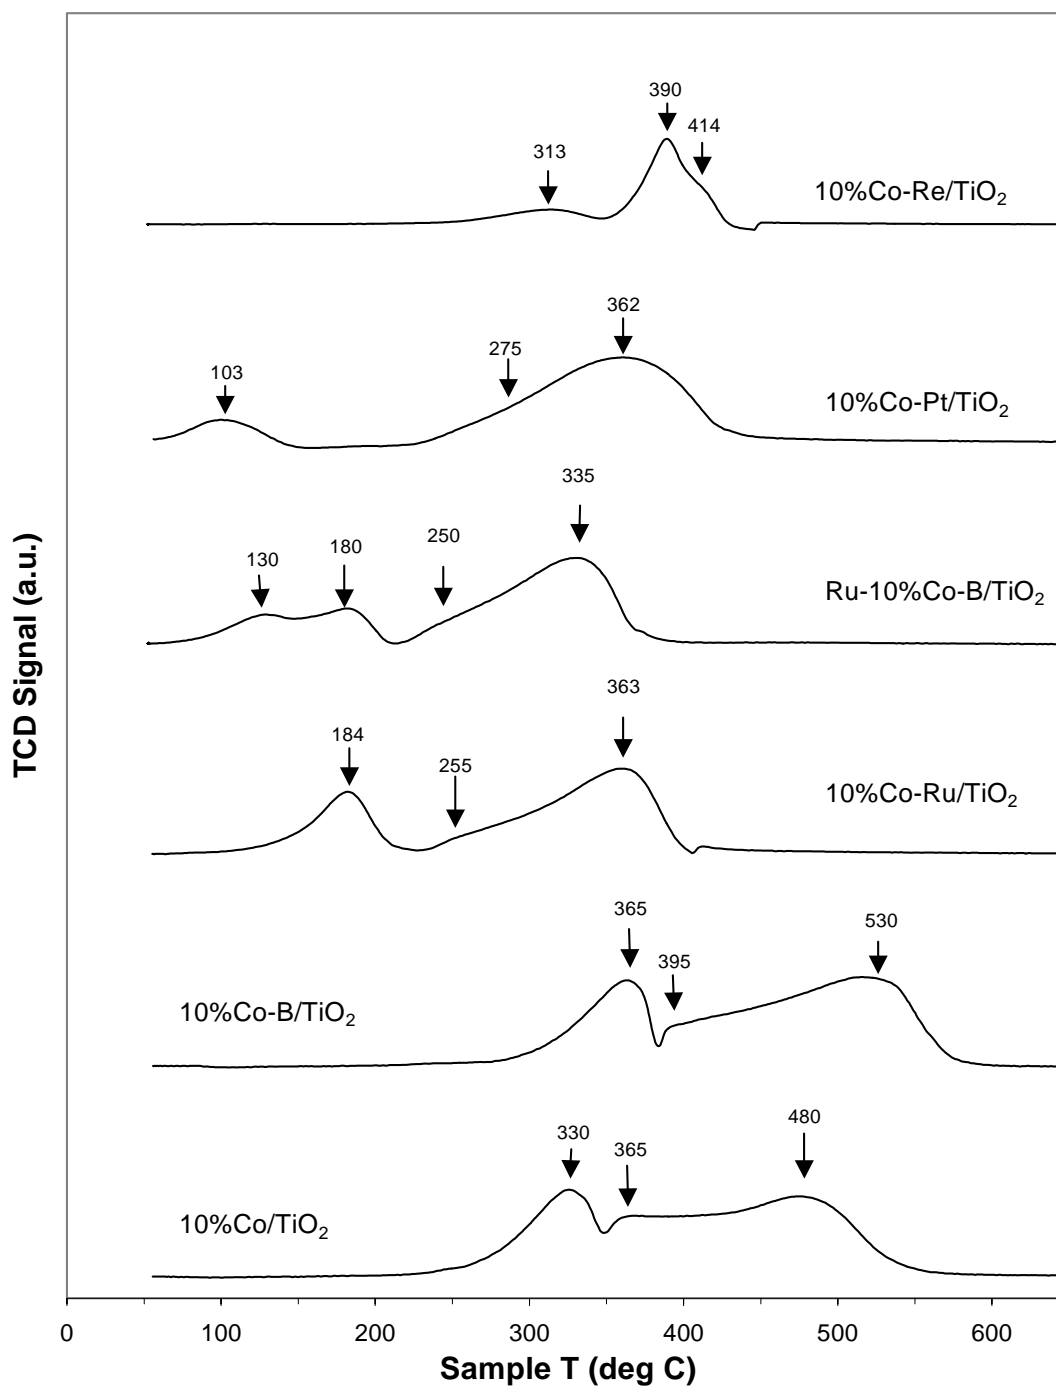 390
414
313
10%Co-Re/TiO₂
362
275
103
10%Co-Pt/TiO₂
335
250
180
130
Ru-10%Co-B/TiO₂
363
184
255
10%Co-Ru/TiO₂
365
530
395
10%Co-B/TiO₂
480
330
365
10%Co/TiO₂
TCD Signal (a.u.)
0 100 200 300 400 500 600
Sample T (deg C)